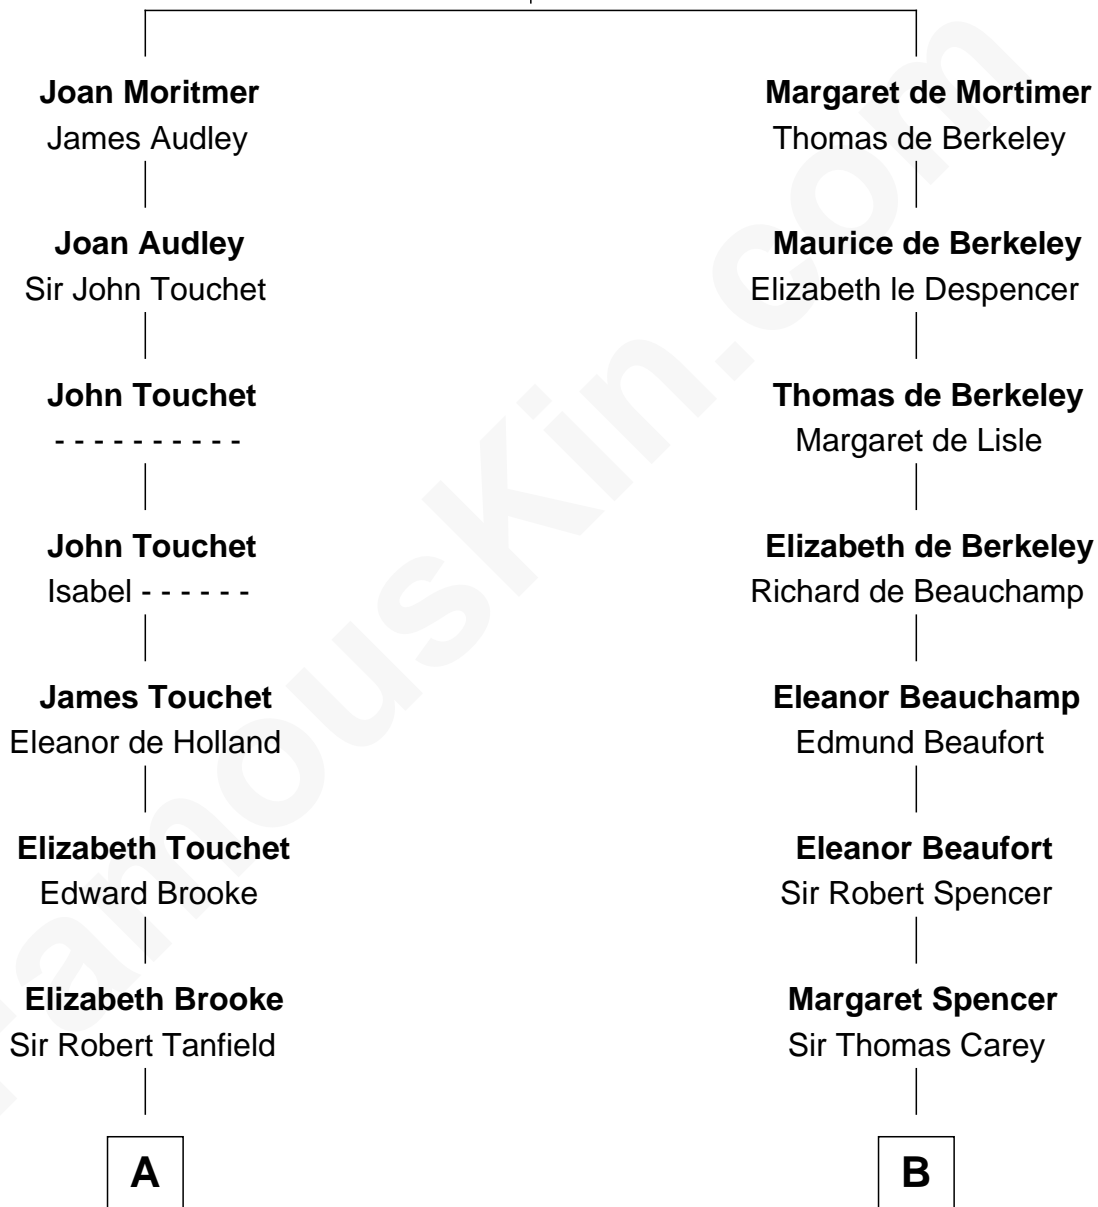 Joan Moritmer
James Audley
Joan Audley
Sir John Touchet
John Touchet
- - - - - - - - - -
John Touchet
Isabel - - - - - -
James Touchet
Eleanor de Holland
Elizabeth Touchet
Edward Brooke
Elizabeth Brooke
Sir Robert Tanfield
A
Margaret de Mortimer
Thomas de Berkeley
Maurice de Berkeley
Elizabeth le Despencer
Thomas de Berkeley
Margaret de Lisle
Elizabeth de Berkeley
Richard de Beauchamp
Eleanor Beauchamp
Edmund Beaufort
Eleanor Beaufort
Sir Robert Spencer
Margaret Spencer
Sir Thomas Carey
B
FamousKin.com